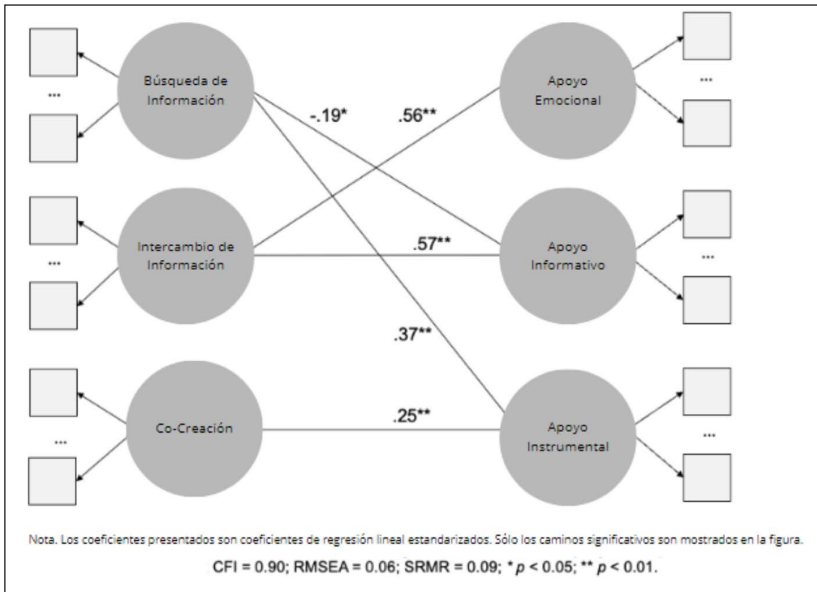 Búsqueda de
Información
Apoyo
Emocional
...
...
-.19*
.56**
Intercambio de
Información
Apoyo
Informativo
...
...
.57**
.37**
Co-Creación
Apoyo
Instrumental
...
...
.25**
Nota. Los coeficientes presentados son coeficientes de regresión lineal estandarizados. Sólo los caminos significativos son mostrados en la figura.
CFI = 0.90; RMSEA = 0.06; SRMR = 0.09; * p < 0.05; ** p < 0.01.